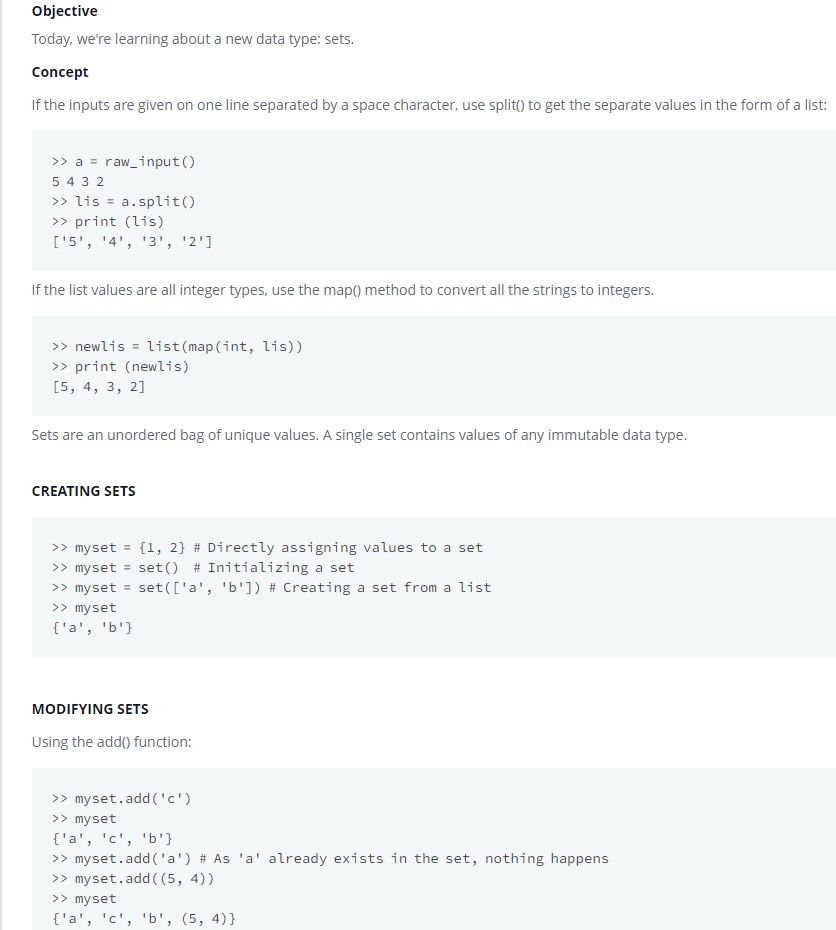 Objective
Today, we're learning about a new data type: sets.
Concept
If the inputs are given on one line separated by a space character, use split() to get the separate values in the form of a list:
>> a = raw_input()
5 4 3 2
>> lis = a.split()
>> print (lis)
['5', '4', '3', '2']
If the list values are all integer types, use the map() method to convert all the strings to integers.
>> newlis = list(map(int, lis))
>> print (newlis)
[5, 4, 3, 2]
Sets are an unordered bag of unique values. A single set contains values of any immutable data type.
CREATING SETS
>> myset = {1, 2} # Directly assigning values to a set
>> myset = set()  # Initializing a set
>> myset = set(['a', 'b']) # Creating a set from a list
>> myset
{'a', 'b'}
MODIFYING SETS
Using the add() function:
>> myset.add('c')
>> myset
{'a', 'c', 'b'}
>> myset.add('a') # As 'a' already exists in the set, nothing happens
>> myset.add((5, 4))
>> myset
{'a', 'c', 'b', (5, 4)}